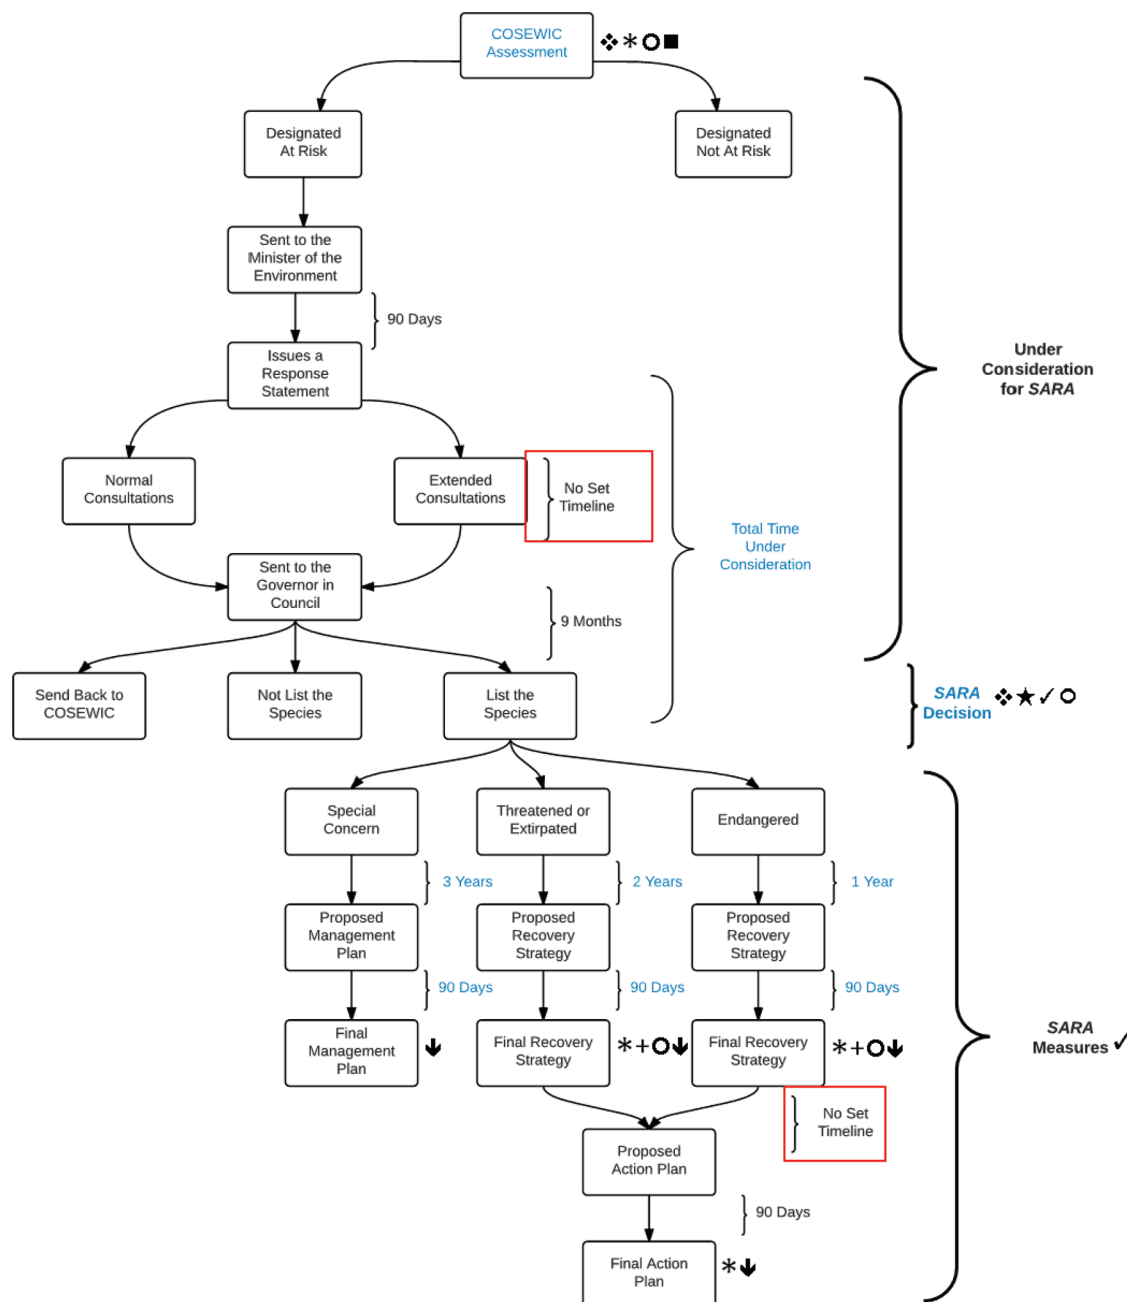 COSEWIC
Assessment
Designated
At Risk
Designated
Not At Risk
Sent to the
Minister of the
Environment
90 Days
Issues a
Response
Statement
Under
Consideration
for SARA
Normal
Consultations
Extended
Consultations
No Set
Timeline
Total Time
Under
Consideration
Sent to the
Governor in
Council
9 Months
Send Back to
COSEWIC
Not List the
Species
List the
Species
SARA
Decision
Special
Concern
Threatened or
Extirpated
Endangered
3 Years
2 Years
1 Year
Proposed
Management
Plan
Proposed
Recovery
Strategy
Proposed
Recovery
Strategy
90 Days
90 Days
90 Days
Final
Management
Plan
Final Recovery
Strategy
Final Recovery
Strategy
SARA
Measures
No Set
Timeline
Proposed
Action Plan
90 Days
Final Action
Plan